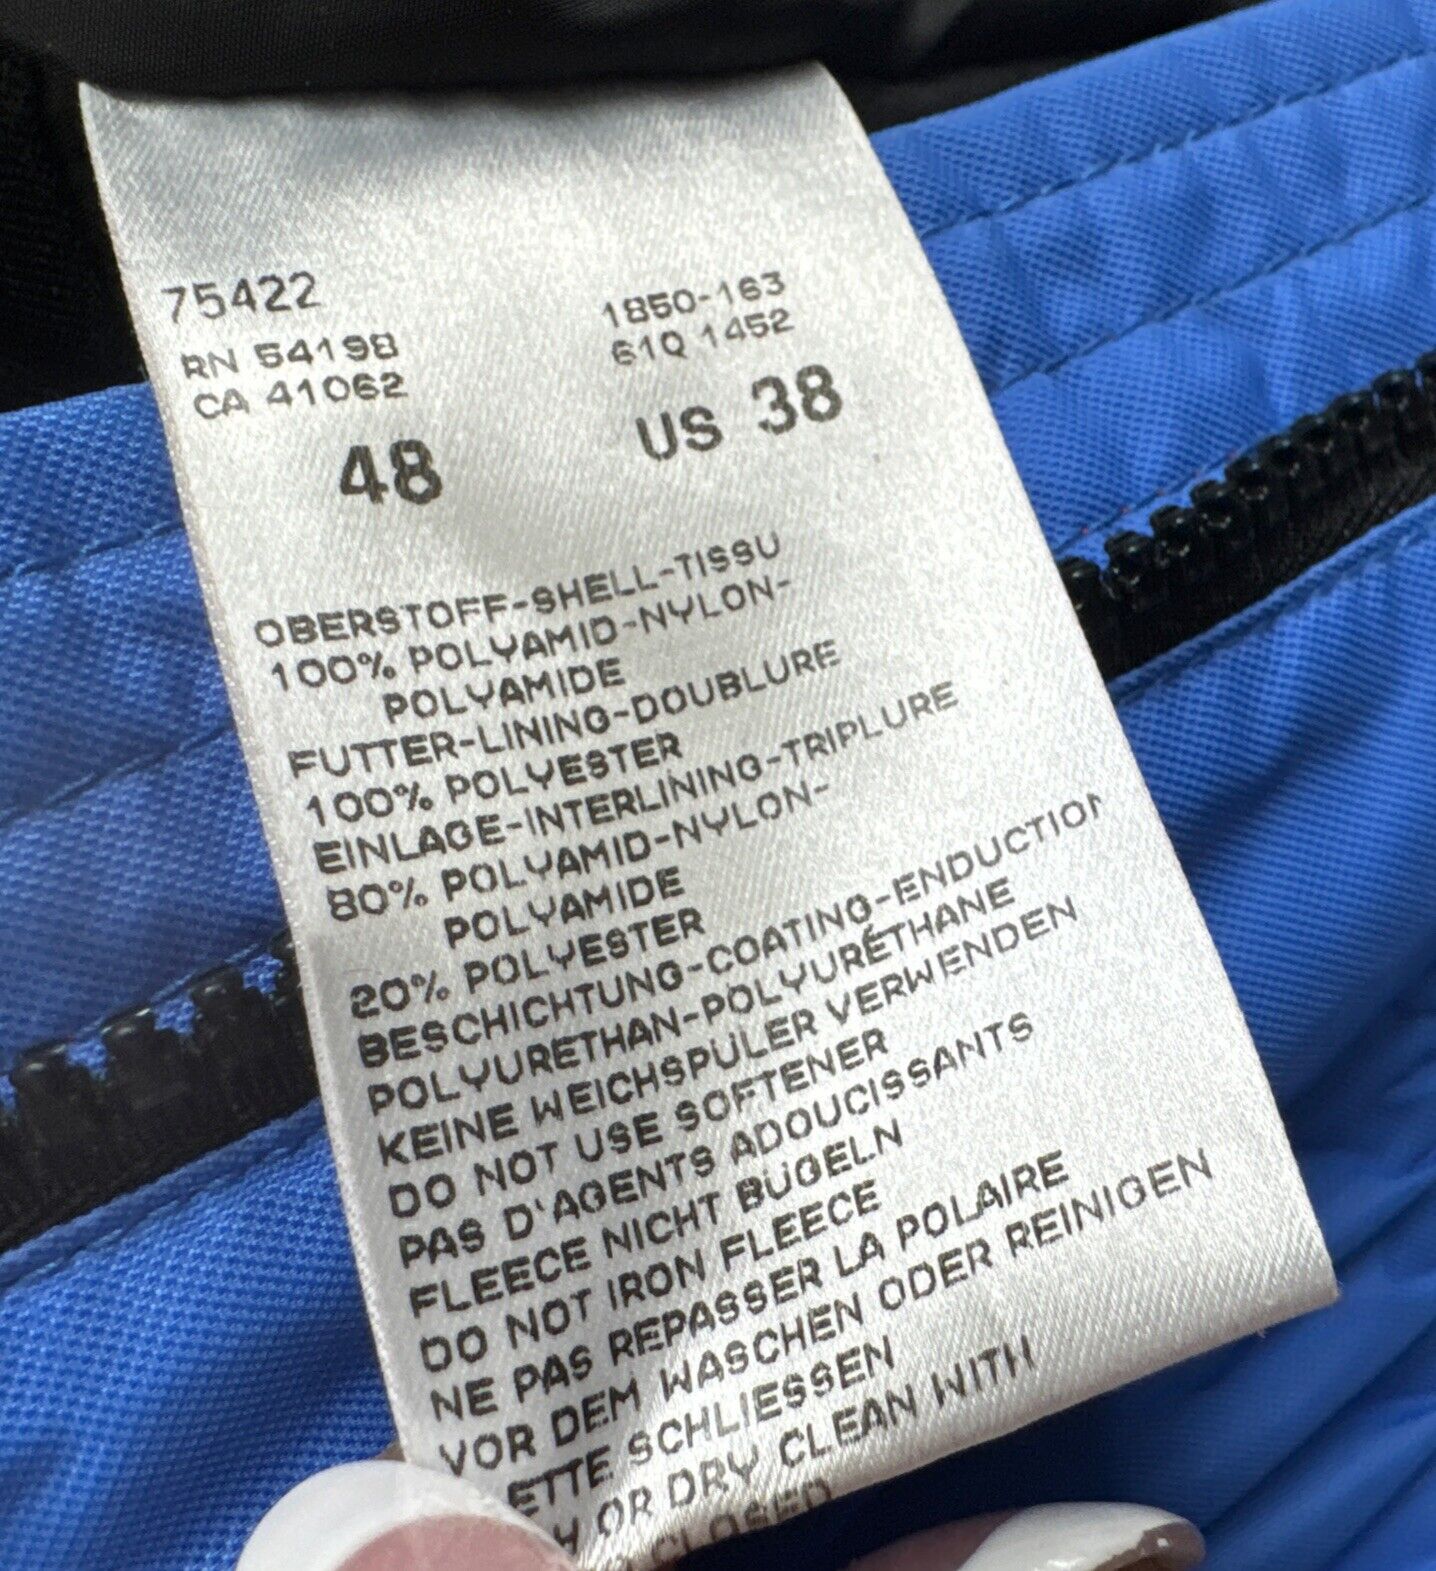 75422
1850-163
RN 54198
61Q 1452
CA 41062
48
US 38
OBERSTOFF-SHELL-TISSU
100% POLYAMID-NYLON-
POLYAMIDE
FUTTER-LINING-DOUBLURE
100% POLYESTER
EINLAGE-INTERLINING-TRIPLURE
80% POLYAMID-NYLON-
POLYAMIDE
20% POLYESTER
BESCHICHTUNG-COATING-ENDUCTION
POLYURETHAN-POLYURÉTHANE
KEINE WEICHSPÜLER VERWENDEN
DO NOT USE SOFTENER
PAS D'AGENTS ADOUCISSANTS
FLEECE NICHT BÜGELN
DO NOT IRON FLEECE
NE PAS REPASSER LA POLAIRE
VOR DEM WASCHEN ODER REINIGEN
ETTE SCHLIESSEN
H OR DRY CLEAN WITH
CLOSED